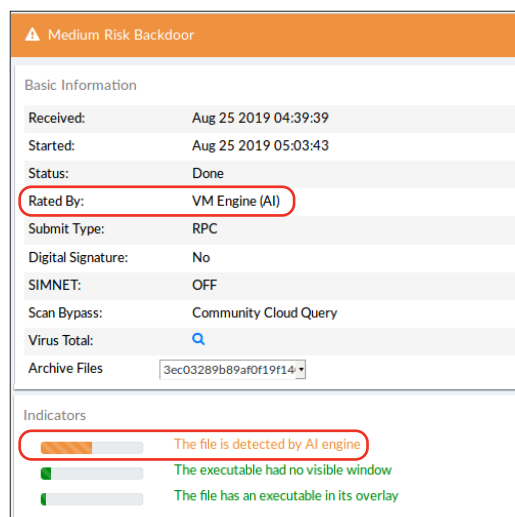 Medium Risk Backdoor
Basic Information
Received: Aug 25 2019 04:39:39
Started: Aug 25 2019 05:03:43
Status: Done
Rated By: VM Engine (AI)
Submit Type: RPC
Digital Signature: No
SIMNET: OFF
Scan Bypass: Community Cloud Query
Virus Total:
Archive Files 3ec03289b89af0f19f14
Indicators
The file is detected by AI engine
The executable had no visible window
The file has an executable in its overlay